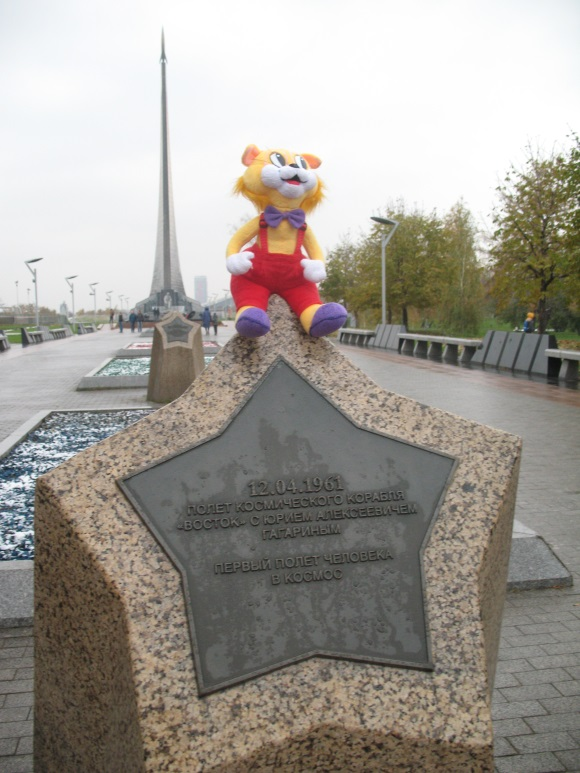 12.04.1961
ПОЛЕТ КОСМИЧЕСКОГО КОРАБЛЯ
«ВОСТОК» С ЮРИЕМ АЛЕКСЕЕВИЧЕМ
ГАГАРИНЫМ
ПЕРВЫЙ ПОЛЕТ ЧЕЛОВЕКА
В КОСМОС